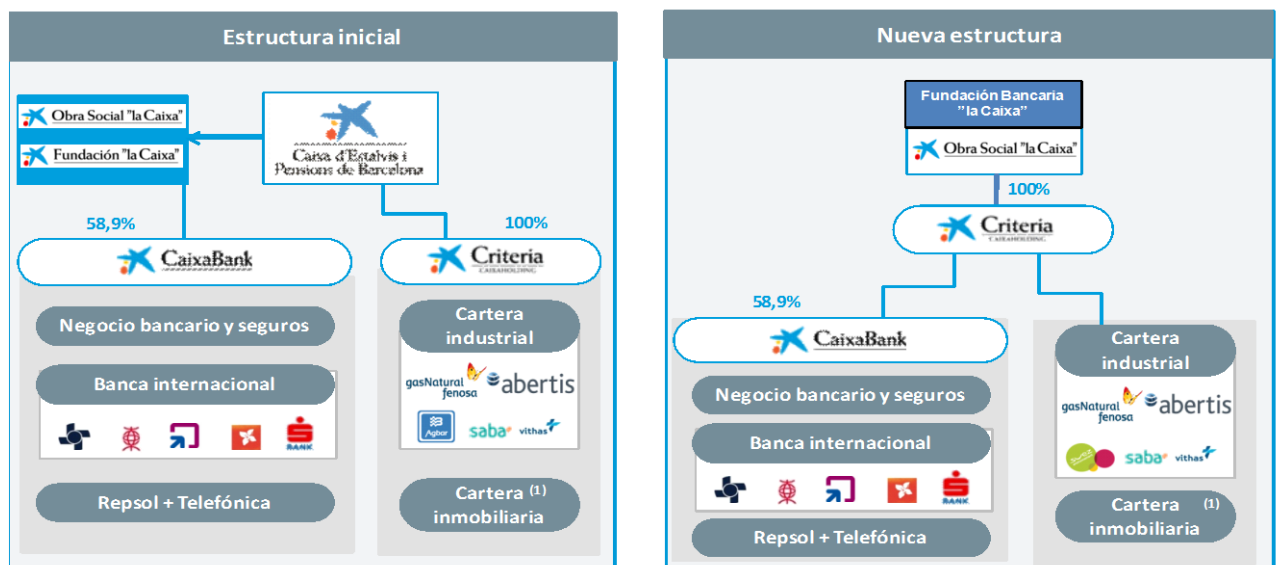 Estructura inicial
Obra Social "la Caixa"
Fundación "la Caixa"
Caixa d'Estalvis i
Pensions de Barcelona
58,9%
100%
CaixaBank
Criteria
CAIXAHOLDING
Negocio bancario y seguros
Banca internacional
BANK
Repsol + Telefónica
Cartera
industrial
gasNatural
fenosa
abertis
Agbar
saba
vithas
Cartera (1)
inmobiliaria
Nueva estructura
Fundación Bancaria
"la Caixa"
Obra Social "la Caixa"
100%
Criteria
CAIXAHOLDING
58,9%
CaixaBank
Negocio bancario y seguros
Banca internacional
BANK
Repsol + Telefónica
Cartera
industrial
gasNatural
fenosa
abertis
saba
vithas
Cartera (1)
inmobiliaria